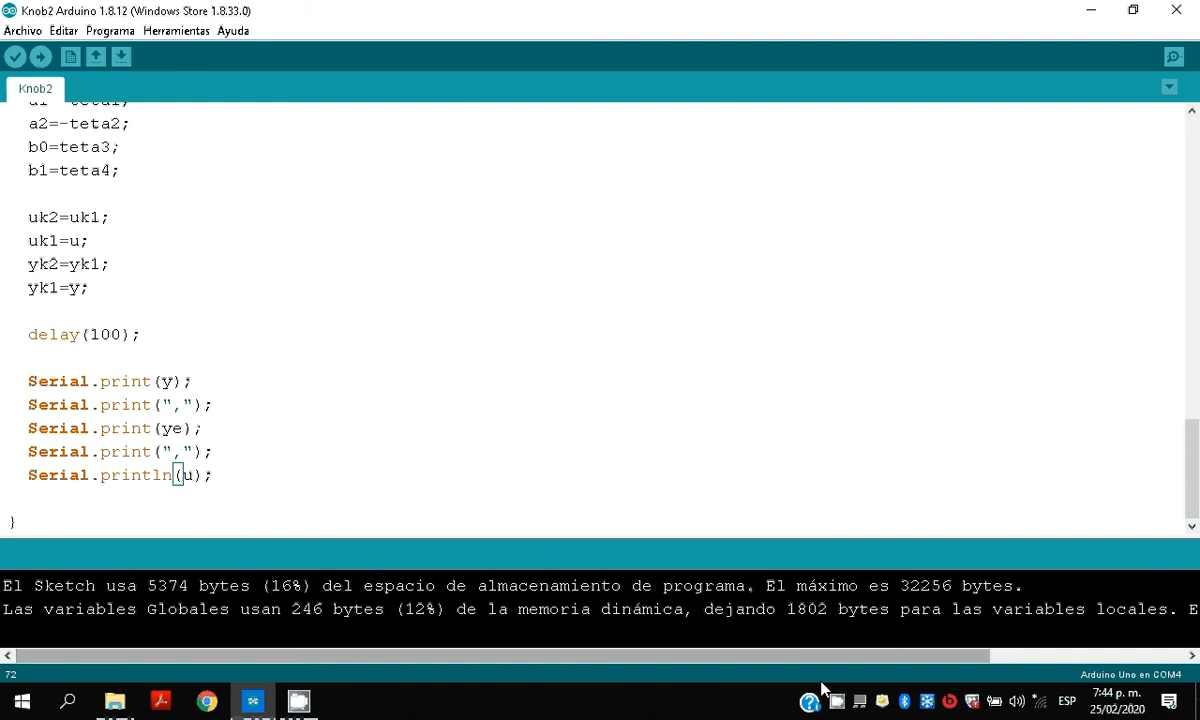 Knob2 Arduino 1.8.12 (Windows Store 1.8.33.0)
Archivo Editar Programa Herramientas Ayuda
Knob2
a2=-teta2;
b0=teta3;
b1=teta4;
uk2=uk1;
uk1=u;
yk2=yk1;
yk1=y;
delay(100);
Serial.print(y);
Serial.print(",");
Serial.print(ye);
Serial.print(",");
Serial.println(u);
}
El Sketch usa 5374 bytes (16%) del espacio de almacenamiento de programa. El máximo es 32256 bytes.
Las variables Globales usan 246 bytes (12%) de la memoria dinámica, dejando 1802 bytes para las variables locales. E
72
Arduino Uno en COM4
ESP
7:44 p. m.
25/02/2020